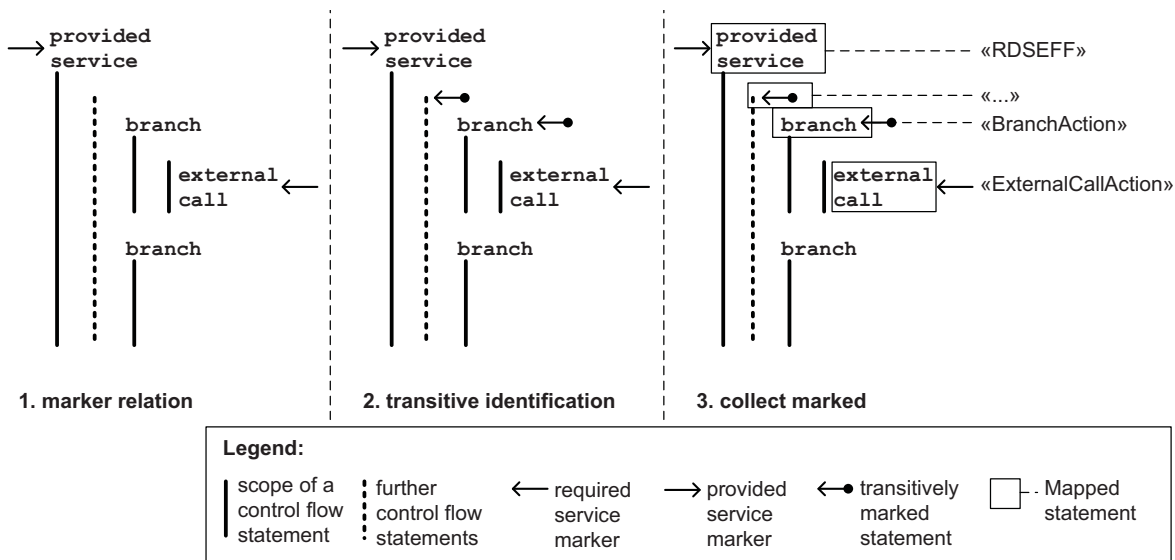 provided
service
branch
external
call
branch
1. marker relation
provided
service
branch
external
call
branch
2. transitive identification
provided
service
«RDSEFF»
«...»
branch
«BranchAction»
external
call
«ExternalCallAction»
branch
3. collect marked
Legend:
scope of a
control flow
statement
further
control flow
statements
required
service
marker
provided
service
marker
transitively
marked
statement
Mapped
statement